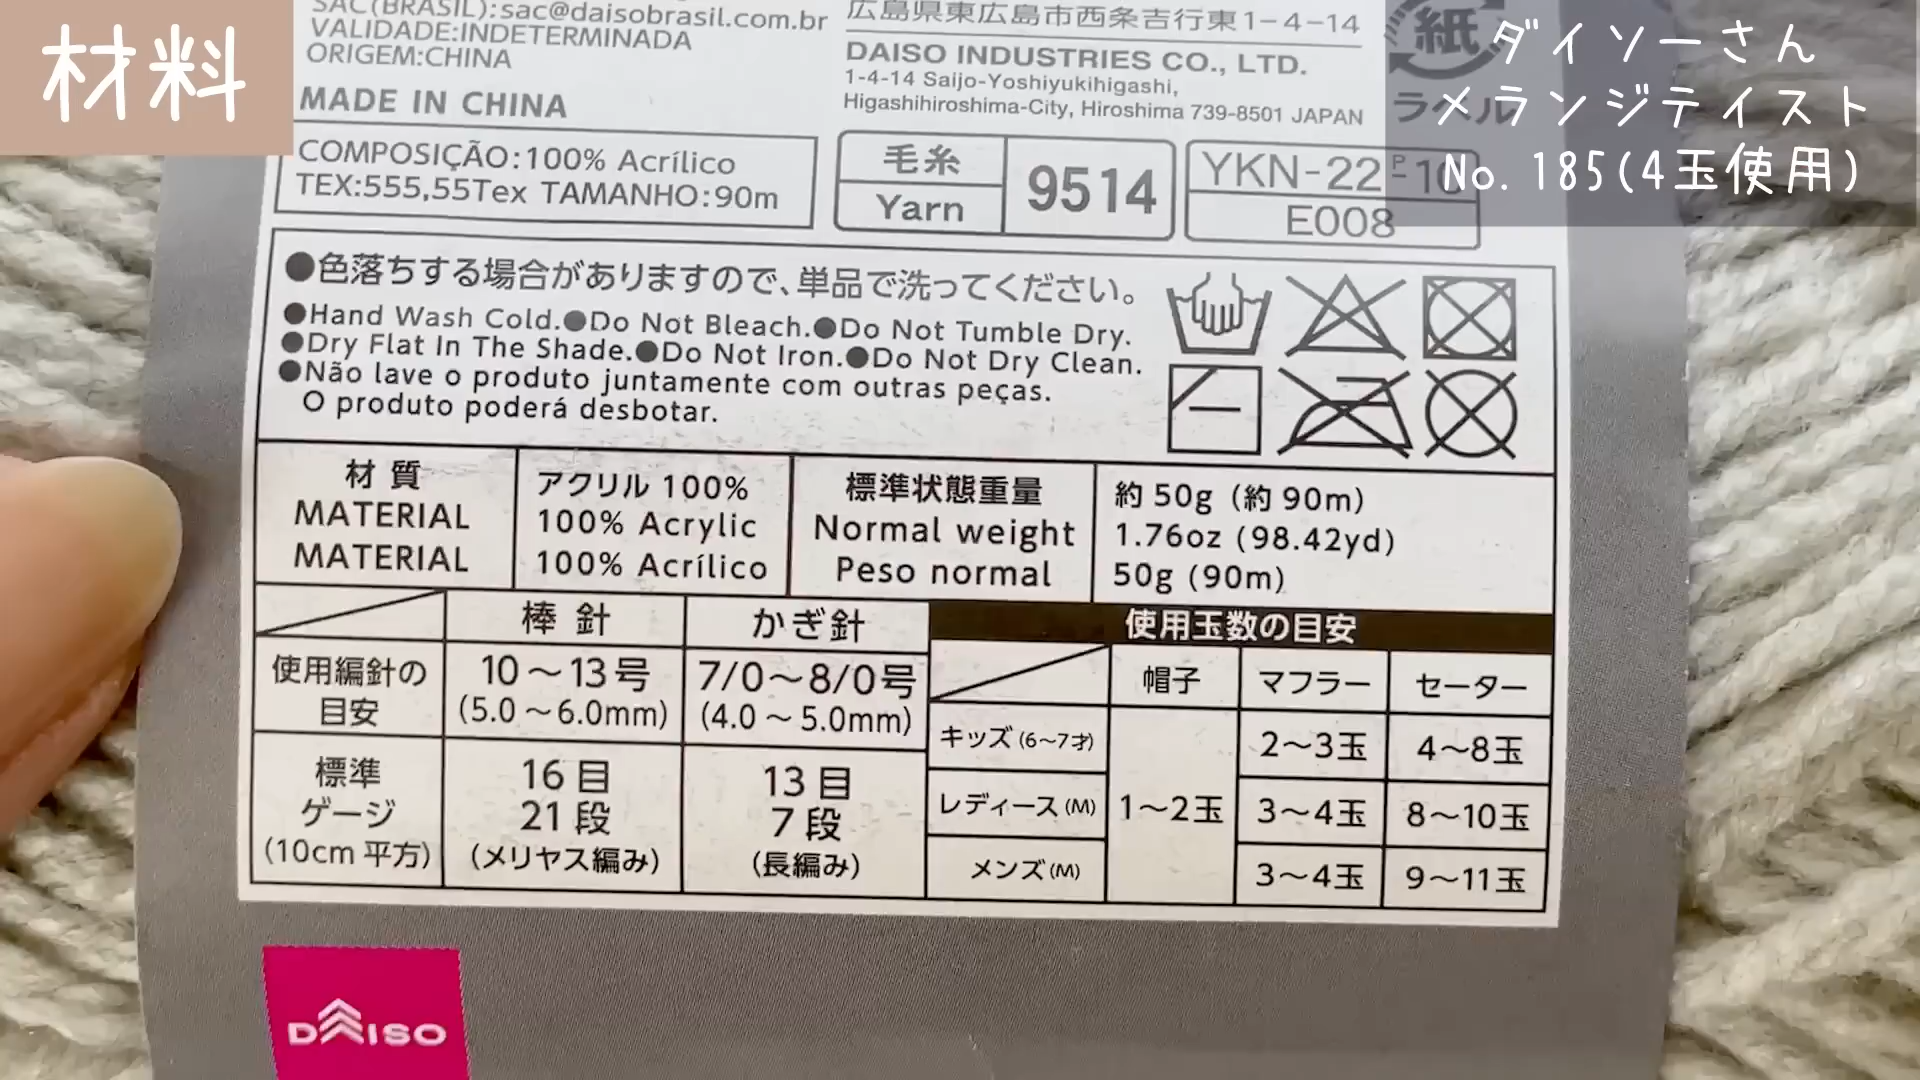 材料
ダイソーさん
メランジテイスト
No. 185(4玉使用)
SAC(BRASIL):sac@daisobrasil.com.br
VALIDADE:INDETERMINADA
ORIGEM:CHINA
MADE IN CHINA
広島県東広島市西条吉行東1-4-14
DAISO INDUSTRIES CO., LTD.
1-4-14 Saijo-Yoshiyukihigashi,
Higashihiroshima-City, Hiroshima 739-8501 JAPAN
紙
ラベル
COMPOSIÇÃO:100% Acrílico
TEX:555,55Tex TAMANHO:90m
毛糸
Yarn
9514
YKN-22 P-10
E008
●色落ちする場合がありますので、単品で洗ってください。
●Hand Wash Cold.●Do Not Bleach.●Do Not Tumble Dry.
●Dry Flat In The Shade.●Do Not Iron.●Do Not Dry Clean.
●Não lave o produto juntamente com outras peças.
O produto poderá desbotar.
材質
MATERIAL
MATERIAL
アクリル 100%
100% Acrylic
100% Acrílico
標準状態重量
Normal weight
Peso normal
約 50g (約 90m)
1.76oz (98.42yd)
50g (90m)
棒針 かぎ針
使用編針の
目安
10~13号
(5.0~6.0mm)
7/0~8/0号
(4.0~5.0mm)
標準
ゲージ
(10cm 平方)
16目
21段
(メリヤス編み)
13目
7段
(長編み)
使用玉数の目安
帽子 マフラー セーター
キッズ (6~7才) 2~3玉 4~8玉
レディース (M) 1~2玉 3~4玉 8~10玉
メンズ (M) 3~4玉 9~11玉
DAISO